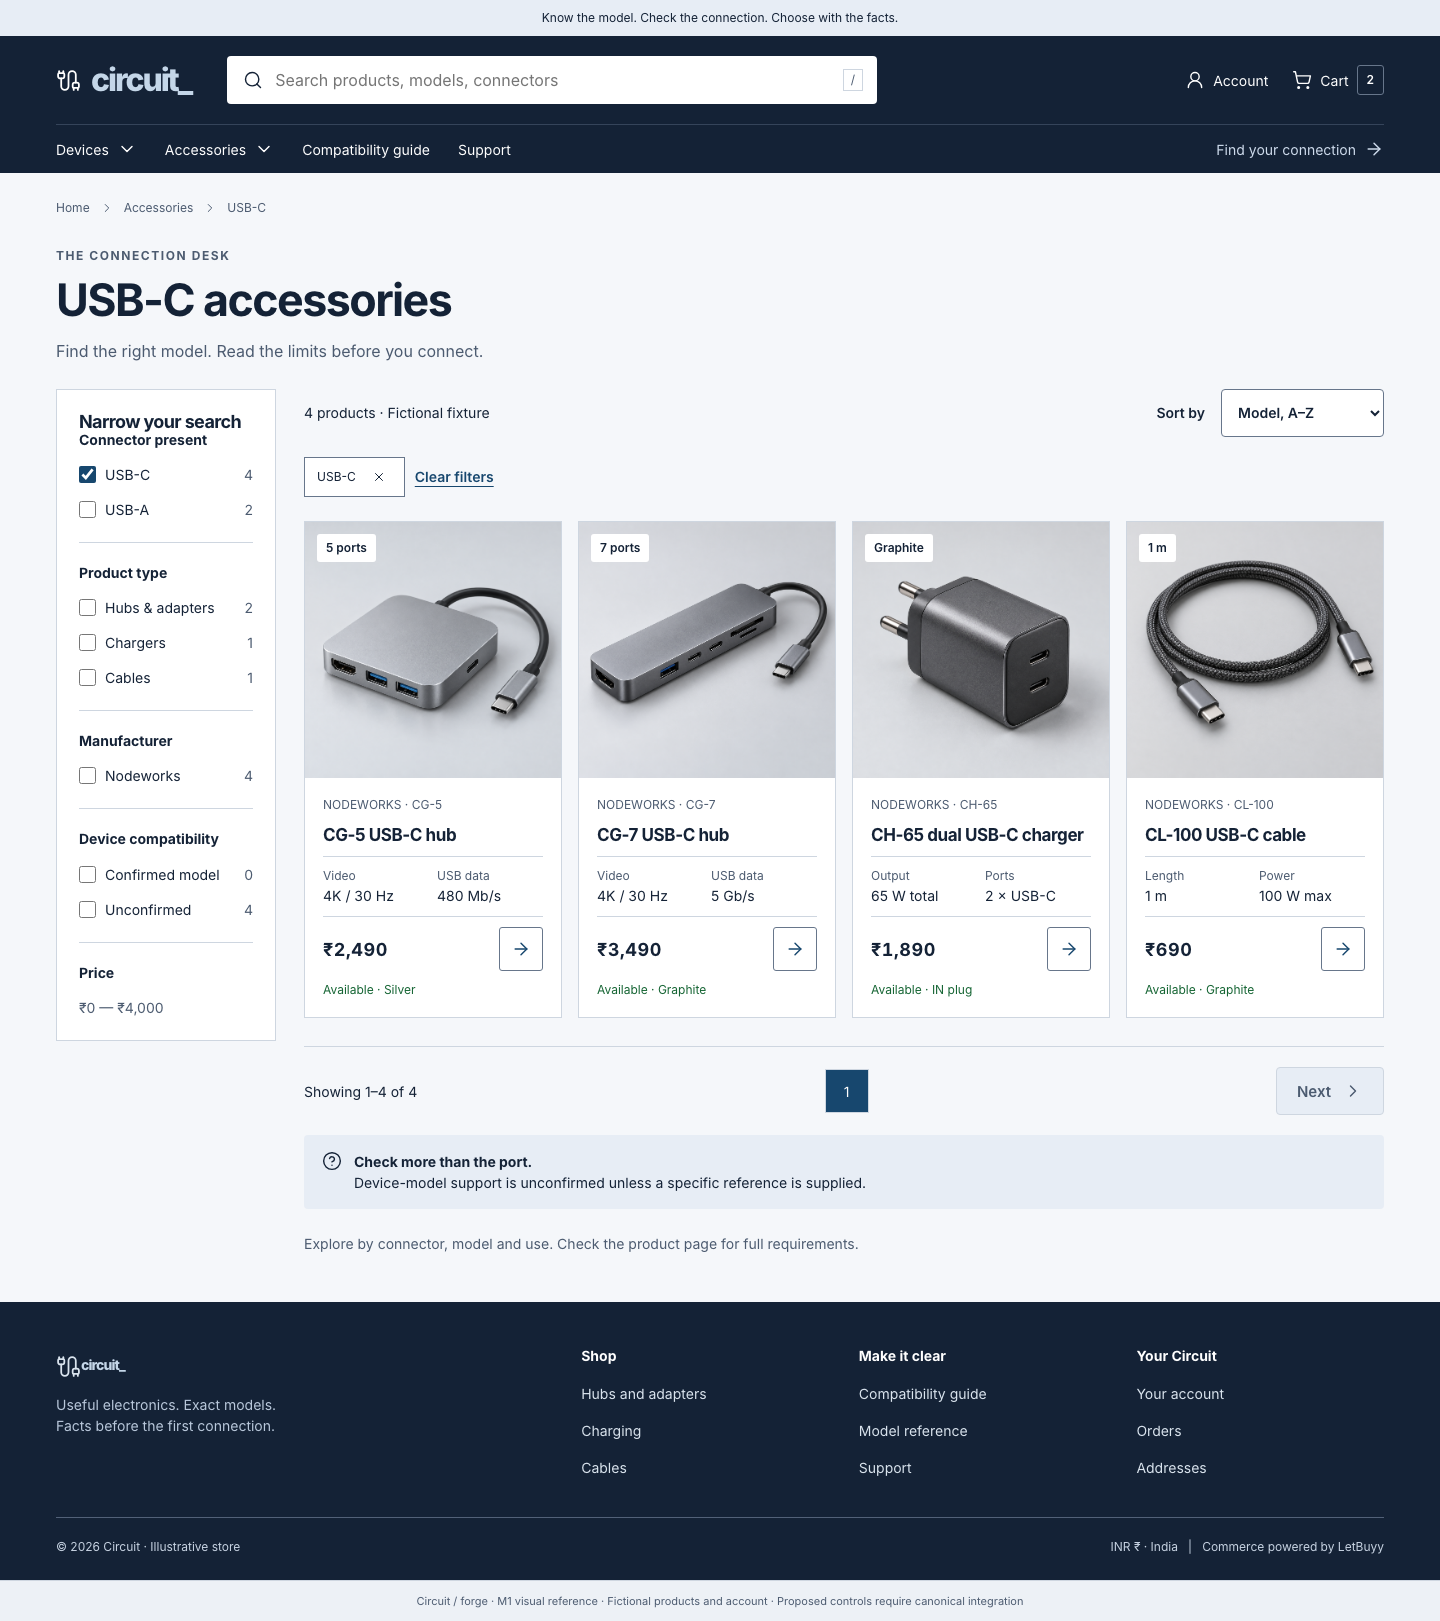 Know the model. Check the connection. Choose with the facts.
circuit_
Search products, models, connectors
/
Account
Cart
2
Devices
Accessories
Compatibility guide
Support
Find your connection
Home
Accessories
USB-C
THE CONNECTION DESK
USB-C accessories
Find the right model. Read the limits before you connect.
Narrow your search
Connector present
USB-C 4
USB-A 2
Product type
Hubs & adapters 2
Chargers 1
Cables 1
Manufacturer
Nodeworks 4
Device compatibility
Confirmed model 0
Unconfirmed 4
Price
₹0 — ₹4,000
4 products · Fictional fixture
Sort by
Model, A–Z
USB-C
Clear filters
5 ports
NODEWORKS · CG-5
CG-5 USB-C hub
Video USB data
4K / 30 Hz 480 Mb/s
₹2,490
Available · Silver
7 ports
NODEWORKS · CG-7
CG-7 USB-C hub
Video USB data
4K / 30 Hz 5 Gb/s
₹3,490
Available · Graphite
Graphite
NODEWORKS · CH-65
CH-65 dual USB-C charger
Output Ports
65 W total 2 × USB-C
₹1,890
Available · IN plug
1 m
NODEWORKS · CL-100
CL-100 USB-C cable
Length Power
1 m 100 W max
₹690
Available · Graphite
Showing 1–4 of 4
1
Next
Check more than the port.
Device-model support is unconfirmed unless a specific reference is supplied.
Explore by connector, model and use. Check the product page for full requirements.
circuit_
Useful electronics. Exact models.
Facts before the first connection.
Shop
Hubs and adapters
Charging
Cables
Make it clear
Compatibility guide
Model reference
Support
Your Circuit
Your account
Orders
Addresses
© 2026 Circuit · Illustrative store
INR ₹ · India | Commerce powered by LetBuyy
Circuit / forge · M1 visual reference · Fictional products and account · Proposed controls require canonical integration